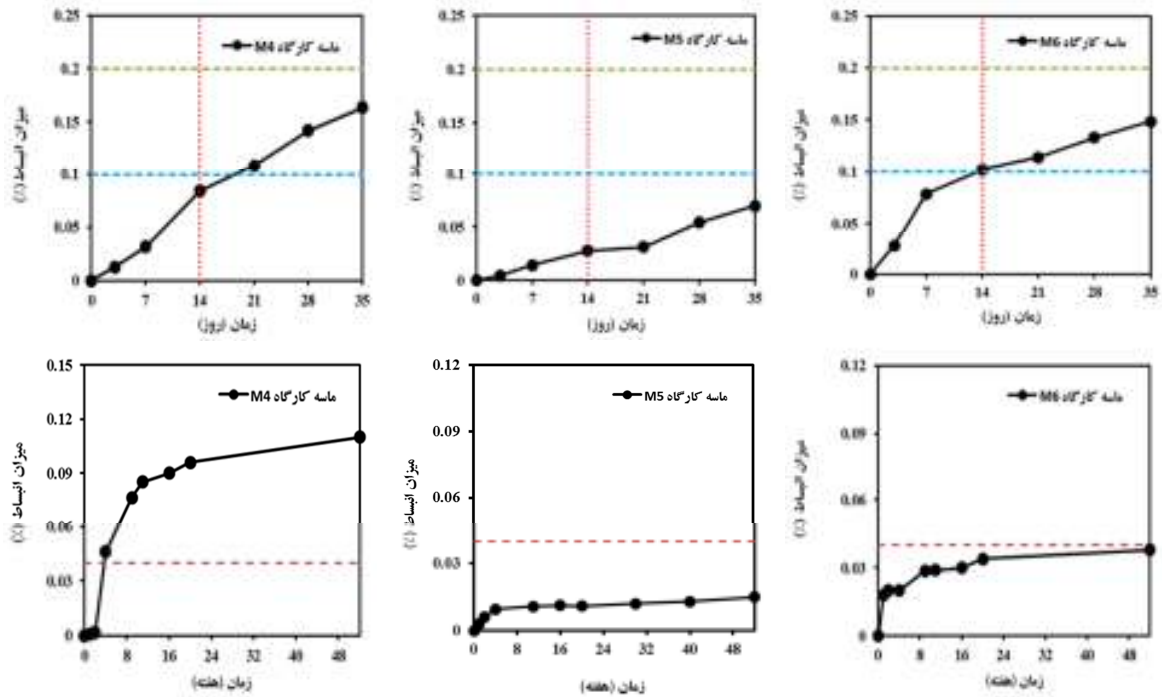 0.25
0.2
0.15
0.1
0.05
0
میزان انبساط (٪)
ماسه کارگاه M4
0 7 14 21 28 35
زمان (روز)
0.25
0.2
0.15
0.1
0.05
0
میزان انبساط (٪)
ماسه کارگاه M5
0 7 14 21 28 35
زمان (روز)
0.25
0.2
0.15
0.1
0.05
0
میزان انبساط (٪)
ماسه کارگاه M6
0 7 14 21 28 35
زمان (روز)
0.15
0.12
0.09
0.06
0.03
0
میزان انبساط (٪)
ماسه کارگاه M4
0 8 16 24 32 40 48
زمان (هفته)
0.12
0.09
0.06
0.03
0
میزان انبساط (٪)
ماسه کارگاه M5
0 8 16 24 32 40 48
زمان (هفته)
0.12
0.09
0.06
0.03
0
میزان انبساط (٪)
ماسه کارگاه M6
0 8 16 24 32 40 48
زمان (هفته)